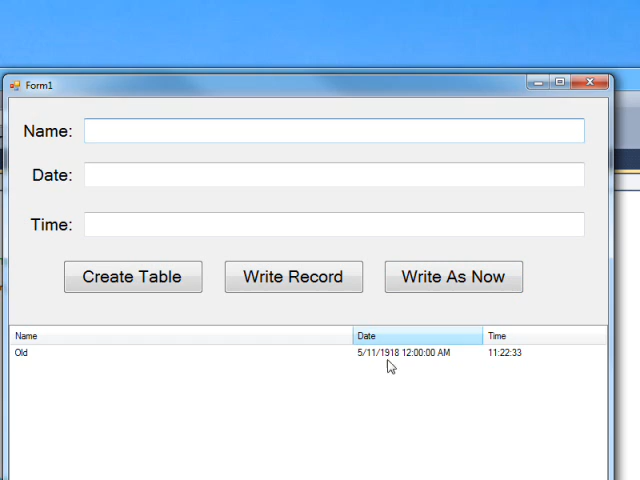 Form1
Name:
Date:
Time:
Create Table Write Record Write As Now
Name Date Time
Old 5/11/1918 12:00:00 AM 11:22:33